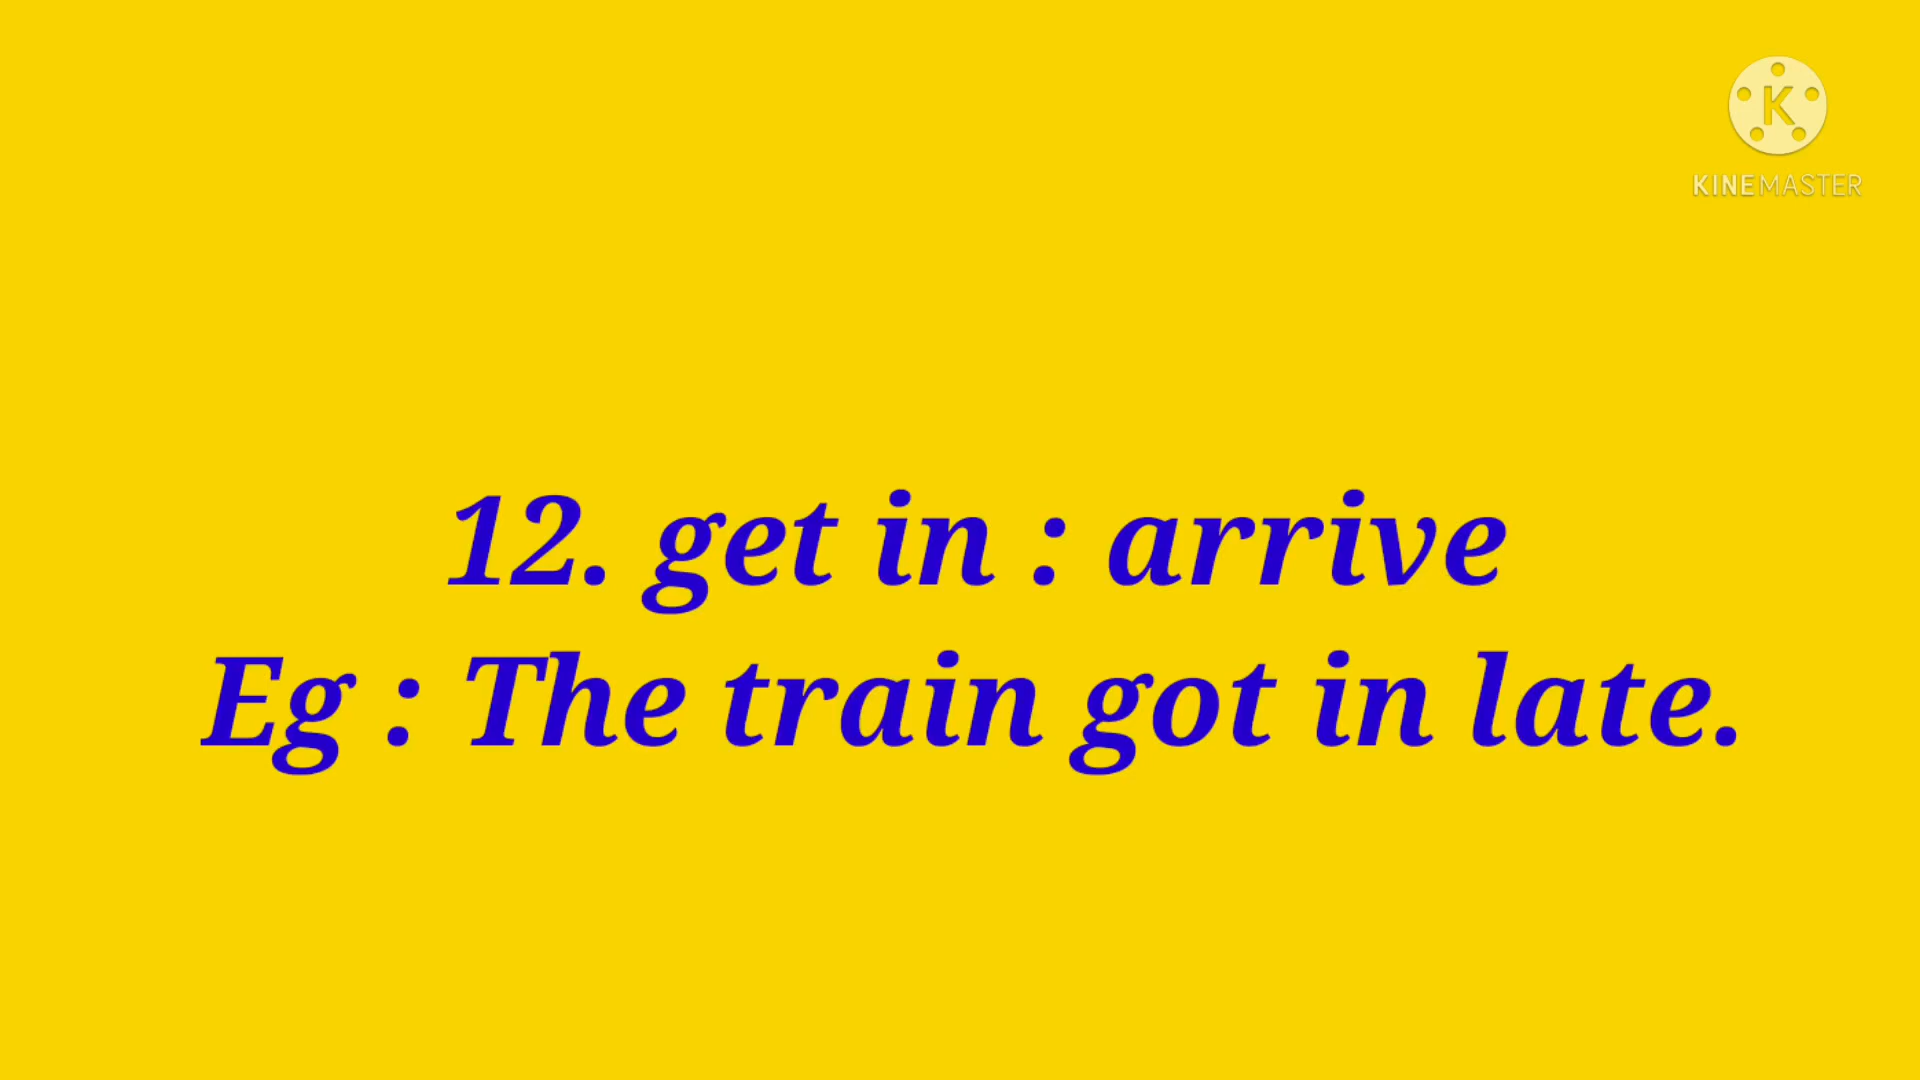 K
KINEMASTER
12. get in : arrive
Eg : The train got in late.